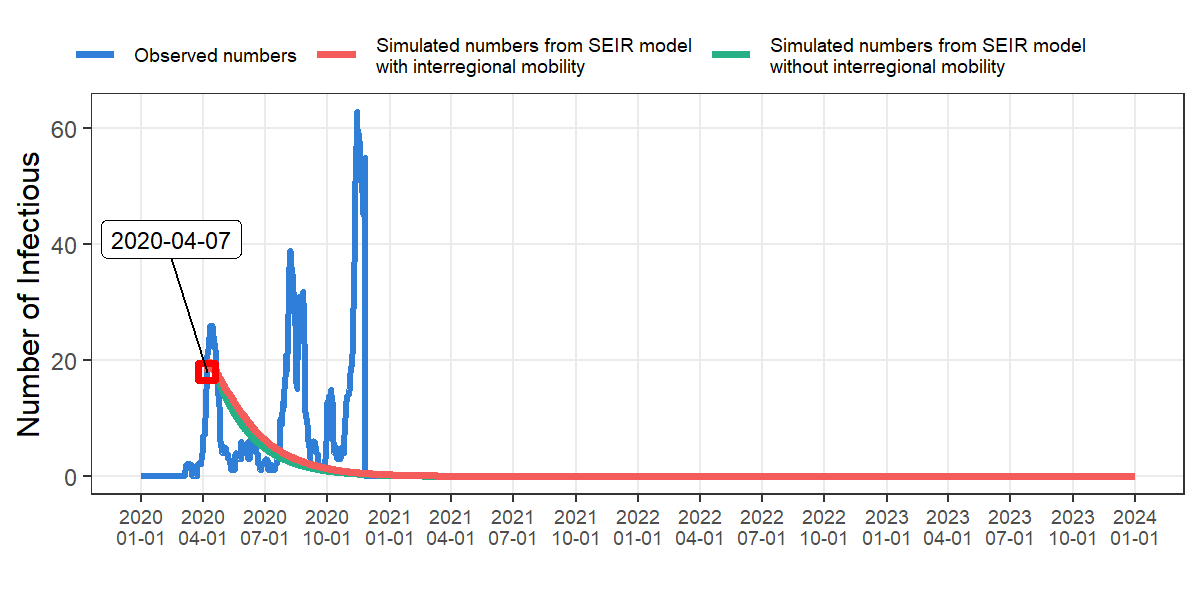 Observed numbers
Simulated numbers from SEIR model
with interregional mobility
Simulated numbers from SEIR model
without interregional mobility
Number of Infectious
60
40
20
0
2020-04-07
2020 2020 2020 2020 2021 2021 2021 2021 2022 2022 2022 2022 2023 2023 2023 2023 2024
01-01 04-01 07-01 10-01 01-01 04-01 07-01 10-01 01-01 04-01 07-01 10-01 01-01 04-01 07-01 10-01 01-01